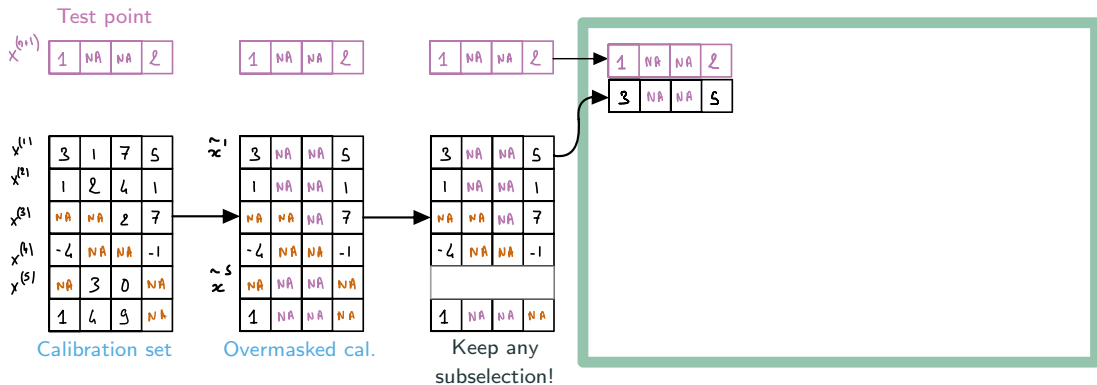 Test point
x^(n+1) 1 NA NA 2
1 NA NA 2
1 NA NA 2
1 NA NA 2
3 NA NA 5
x^(1) 3 1 7 5
x^(2) 1 2 4 1
x^(3) NA NA 2 7
x^(4) -4 NA NA -1
x^(5) NA 3 0 NA
1 4 9 NA
Calibration set
x̃^1 3 NA NA 5
1 NA NA 1
NA NA NA 7
-4 NA NA -1
x̃^5 NA NA NA NA
1 NA NA NA
Overmasked cal.
3 NA NA 5
1 NA NA 1
NA NA NA 7
-4 NA NA -1
1 NA NA NA
Keep any
subselection!